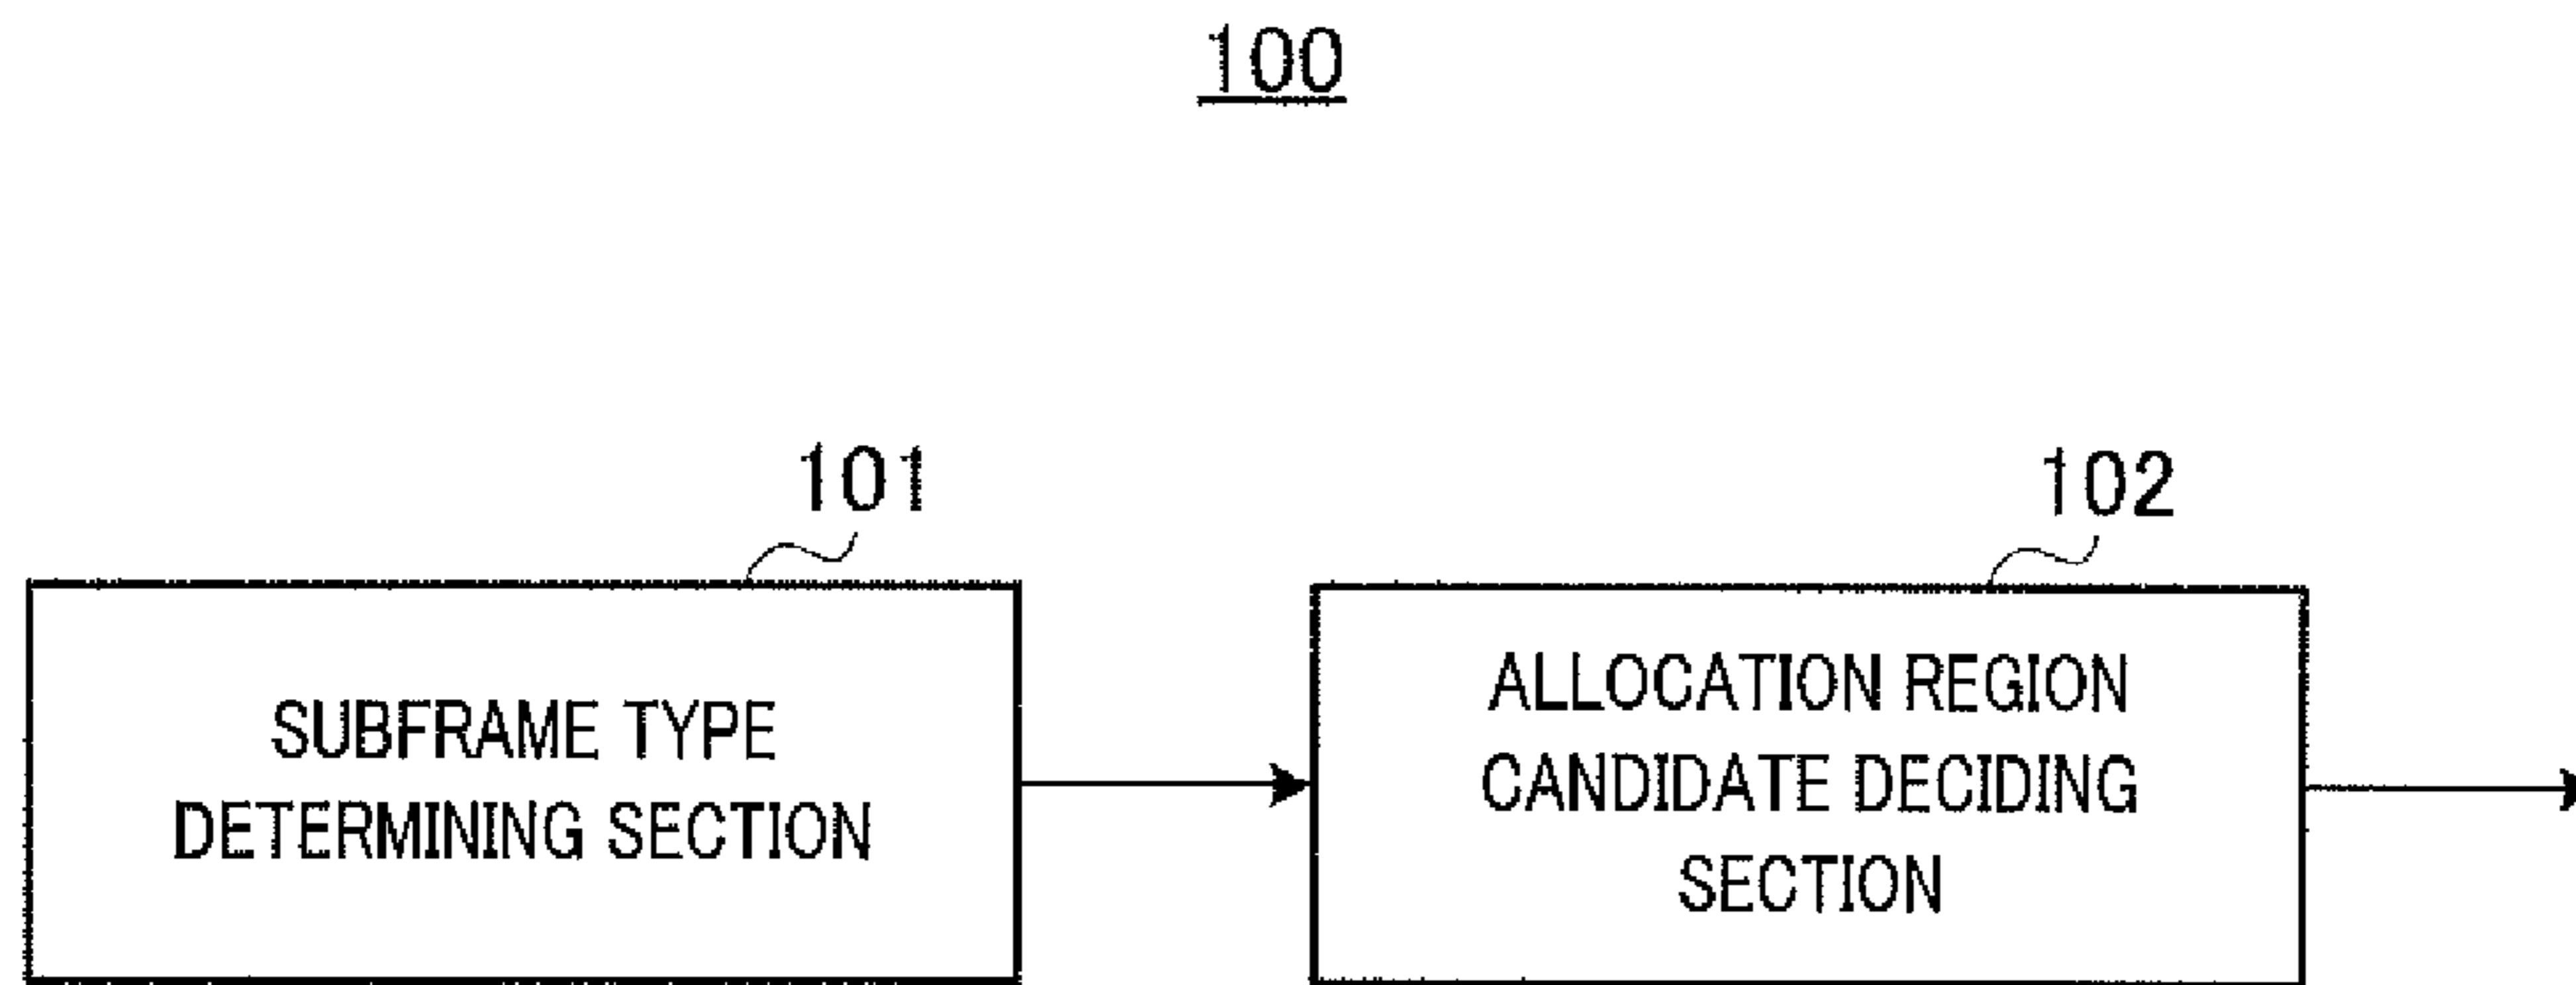 100
101
102
SUBFRAME TYPE
DETERMINING SECTION
ALLOCATION REGION
CANDIDATE DECIDING
SECTION